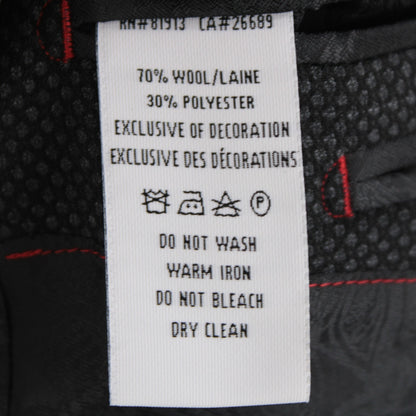 RN#81913 CA#26689
70% WOOL/LAINE
30% POLYESTER
EXCLUSIVE OF DECORATION
EXCLUSIVE DES DÉCORATIONS
P
DO NOT WASH
WARM IRON
DO NOT BLEACH
DRY CLEAN